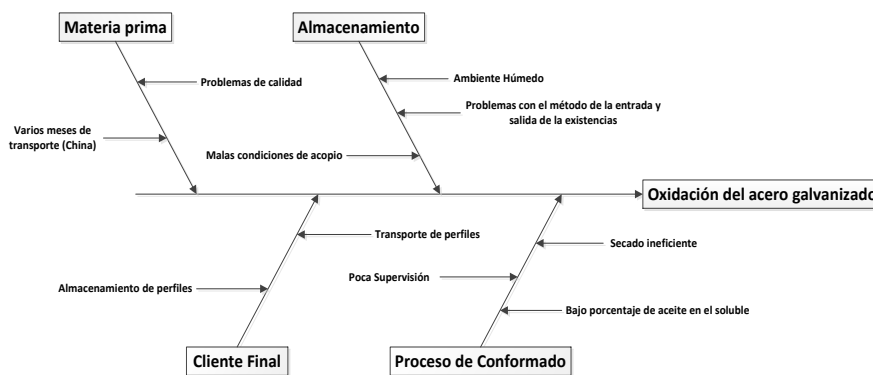 Materia prima
Almacenamiento
Problemas de calidad
Ambiente Húmedo
Problemas con el método de la entrada y
salida de la existencias
Varios meses de
transporte (China)
Malas condiciones de acopio
Oxidación del acero galvanizado
Transporte de perfiles
Secado ineficiente
Poca Supervisión
Almacenamiento de perfiles
Bajo porcentaje de aceite en el soluble
Cliente Final
Proceso de Conformado